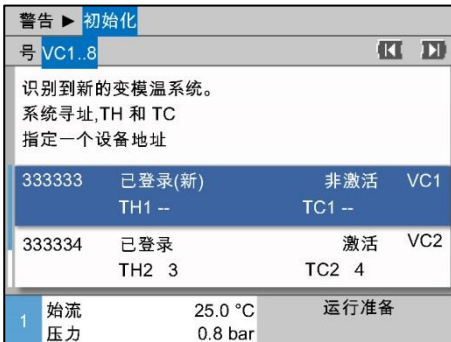 警告 ▶ 初始化
号 VC1..8
识别到新的变模温系统。
系统寻址,TH 和 TC
指定一个设备地址
333333 已登录(新) 非激活 VC1
TH1 -- TC1 --
333334 已登录 激活 VC2
TH2 3 TC2 4
1 始流 25.0 °C 运行准备
压力 0.8 bar